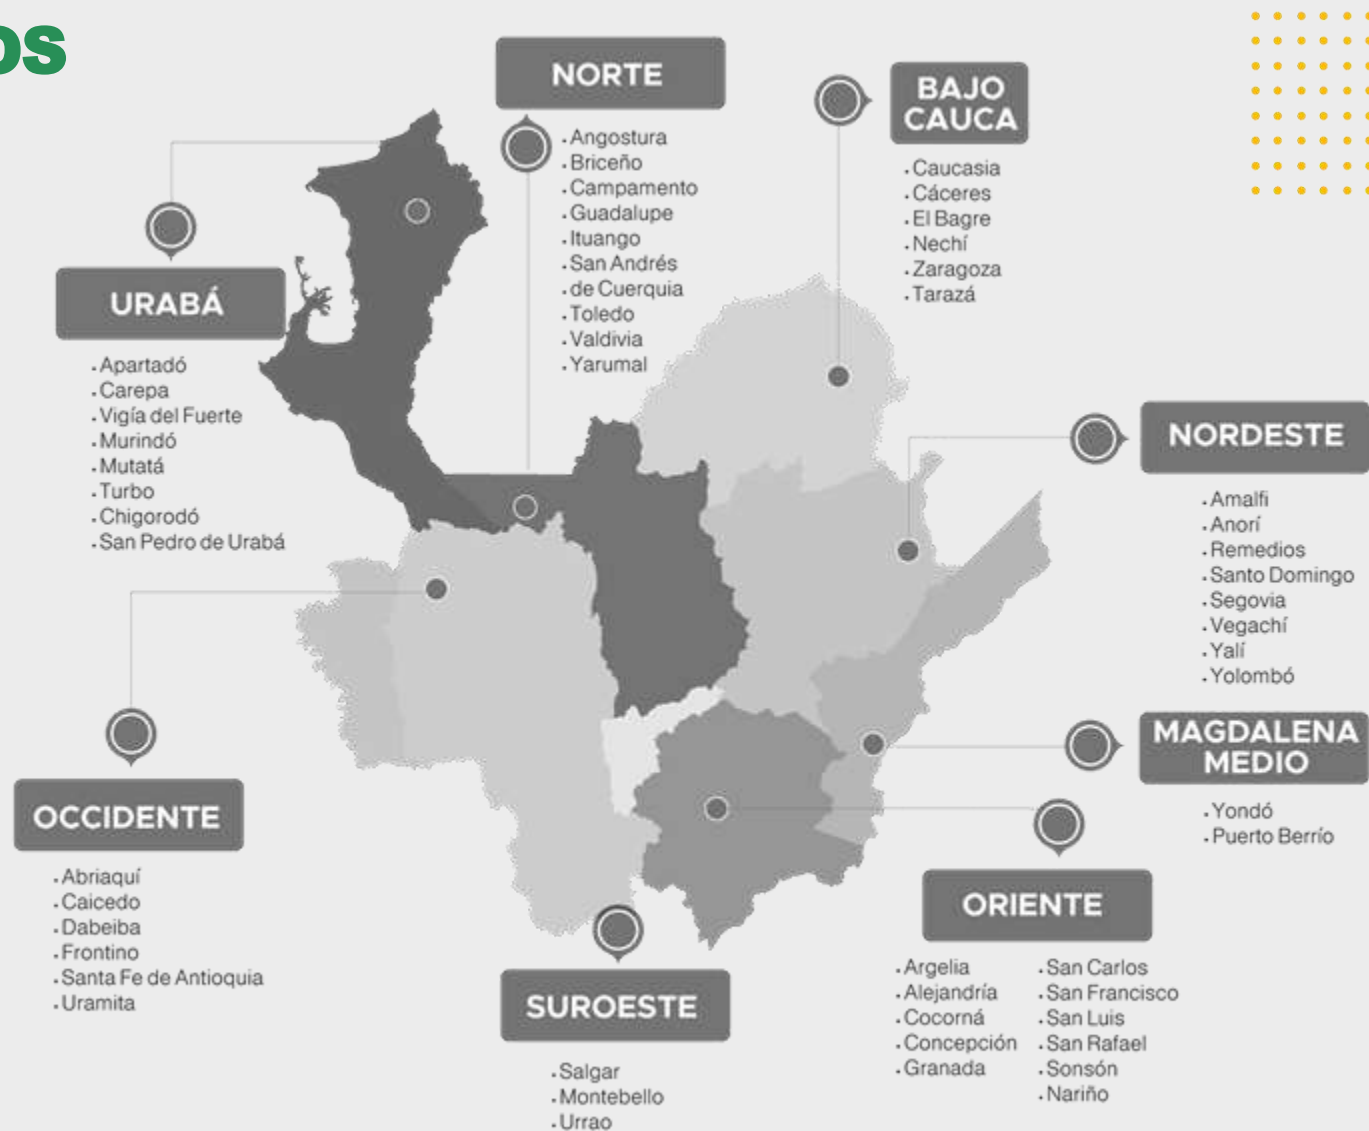 os
NORTE
· Angostura
· Briceño
· Campamento
· Guadalupe
· Ituango
· San Andrés
· de Cuerquia
· Toledo
· Valdivia
· Yarumal
BAJO
CAUCA
· Caucasia
· Cáceres
· El Bagre
· Nechí
· Zaragoza
· Tarazá
URABÁ
· Apartadó
· Carepa
· Vigía del Fuerte
· Murindó
· Mutatá
· Turbo
· Chigorodó
· San Pedro de Urabá
NORDESTE
· Amalfi
· Anorí
· Remedios
· Santo Domingo
· Segovia
· Vegachí
· Yalí
· Yolombó
MAGDALENA
MEDIO
· Yondó
· Puerto Berrío
OCCIDENTE
· Abriaquí
· Caicedo
· Dabeiba
· Frontino
· Santa Fe de Antioquia
· Uramita
SUROESTE
· Salgar
· Montebello
· Urrao
ORIENTE
· Argelia
· Alejandría
· Cocorná
· Concepción
· Granada
· San Carlos
· San Francisco
· San Luis
· San Rafael
· Sonsón
· Nariño